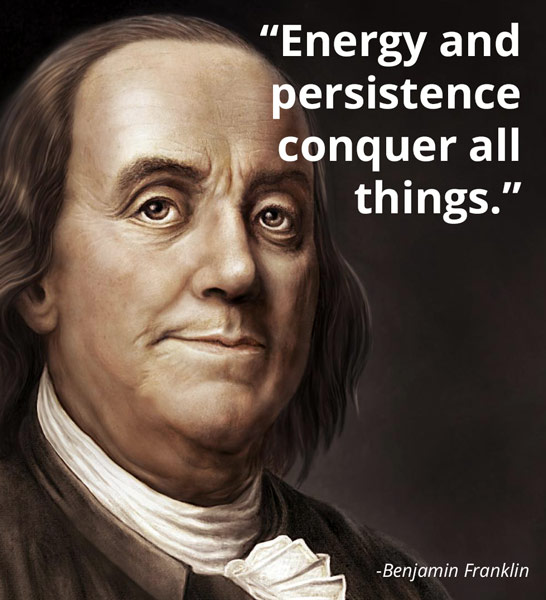 “Energy and
persistence
conquer all
things.”
-Benjamin Franklin